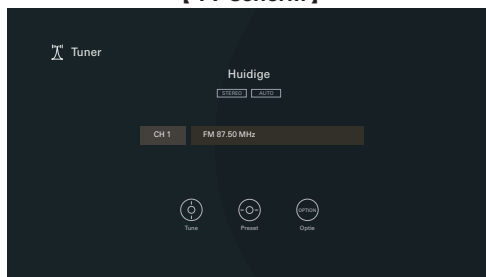 Tuner
Huidige
STEREO AUTO
CH 1 FM 87.50 MHz
OPTION
Tune Preset Optie